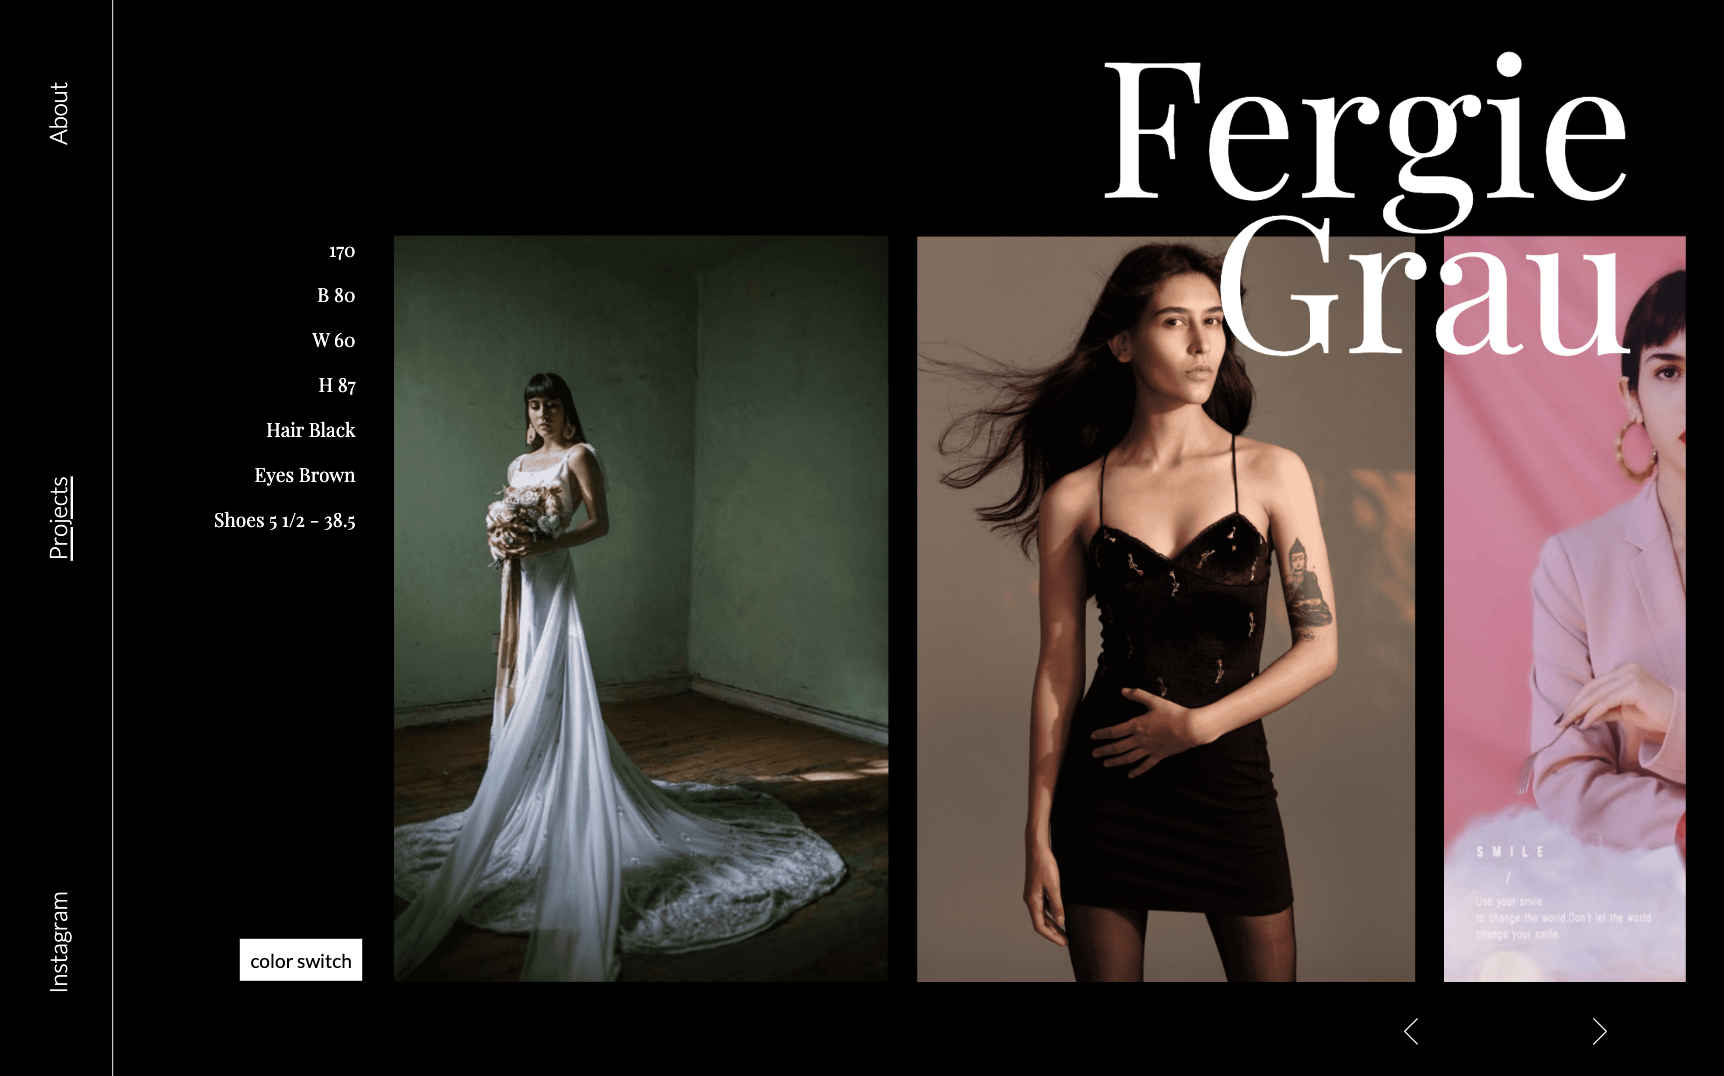 About
Projects
Instagram
Fergie
Grau
170
B 80
W 60
H 87
Hair Black
Eyes Brown
Shoes 5 1/2 - 38.5
color switch
SMILE
/
Use your smile
to change the world.Don't let the world
change your smile.